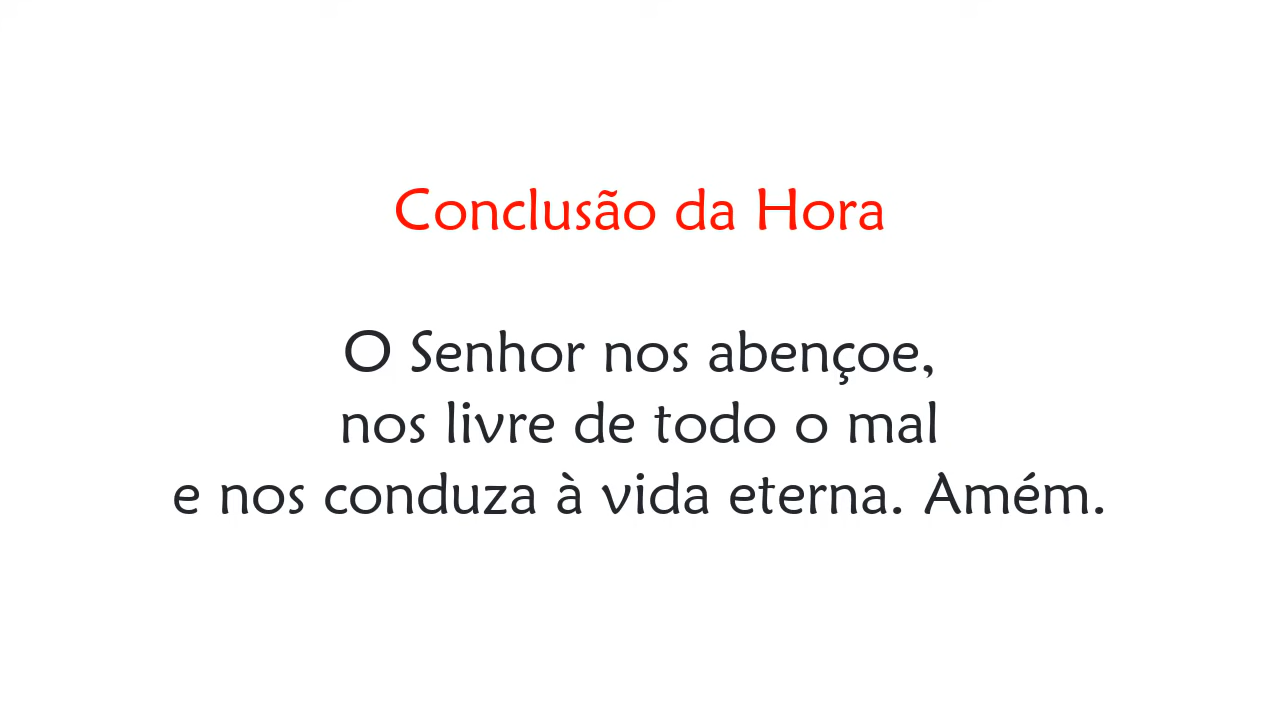 Conclusão da Hora
O Senhor nos abençoe,
nos livre de todo o mal
e nos conduza à vida eterna. Amém.